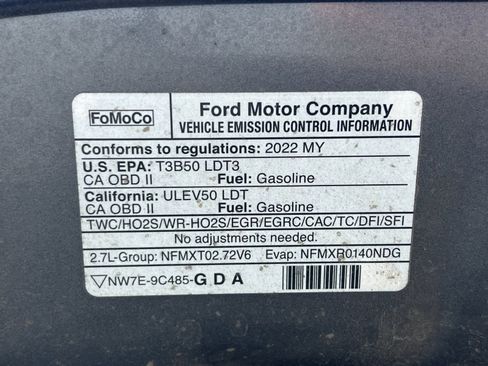 FoMoCo
Ford Motor Company
VEHICLE EMISSION CONTROL INFORMATION
Conforms to regulations: 2022 MY
U.S. EPA: T3B50 LDT3
CA OBD II Fuel: Gasoline
California: ULEV50 LDT
CA OBD II Fuel: Gasoline
TWC/HO2S/WR-HO2S/EGR/EGRC/CAC/TC/DFI/SFI
No adjustments needed.
2.7L-Group: NFMXT02.72V6 Evap: NFMXR0140NDG
NW7E-9C485-G D A